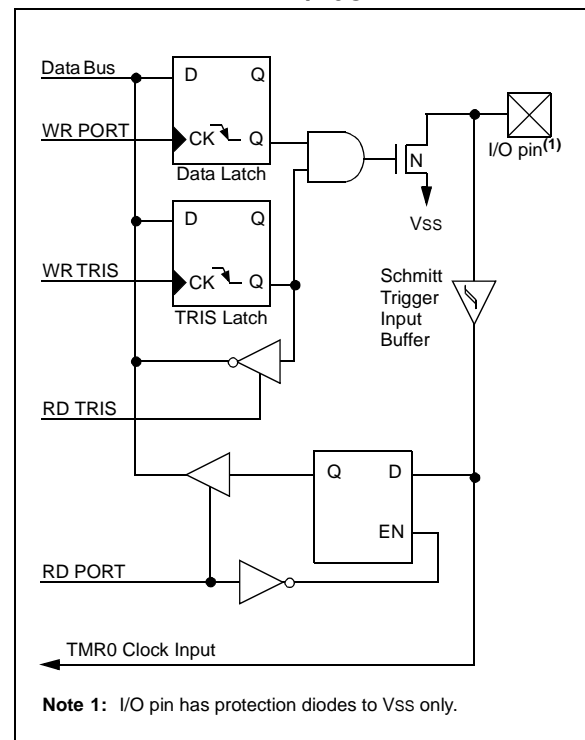 Data Bus
D Q
WR PORT
CK Q
Data Latch
N
I/O pin(1)
VSS
D Q
WR TRIS
CK Q
TRIS Latch
Schmitt
Trigger
Input
Buffer
RD TRIS
Q D
EN
RD PORT
TMR0 Clock Input
Note 1: I/O pin has protection diodes to VSS only.